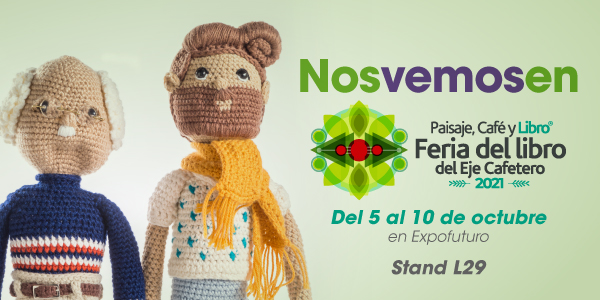 Nosvemosen
Paisaje, Café y Libro®
Feria del libro
del Eje Cafetero
2021
Del 5 al 10 de octubre
en Expofuturo
Stand L29